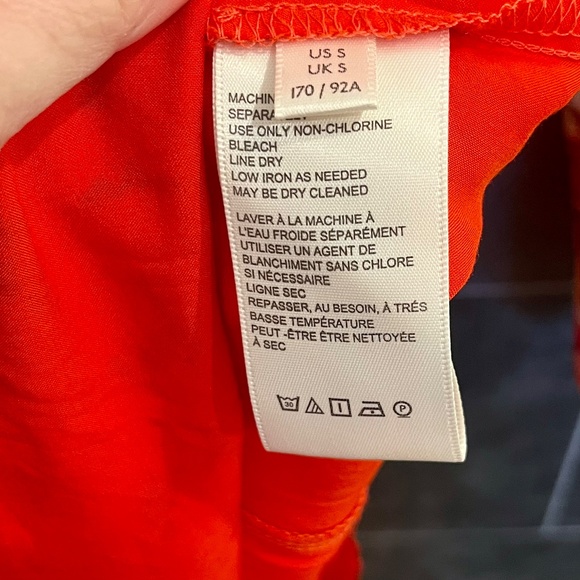 US S
UK S
170 / 92A
USE ONLY NON-CHLORINE
BLEACH
LINE DRY
LOW IRON AS NEEDED
MAY BE DRY CLEANED
LAVER À LA MACHINE À
L'EAU FROIDE SÉPARÉMENT
UTILISER UN AGENT DE
BLANCHIMENT SANS CHLORE
SI NÉCESSAIRE
LIGNE SEC
REPASSER, AU BESOIN, À TRÉS
BASSE TEMPÉRATURE
PEUT -ÊTRE ÊTRE NETTOYÉE
À SEC
30
P